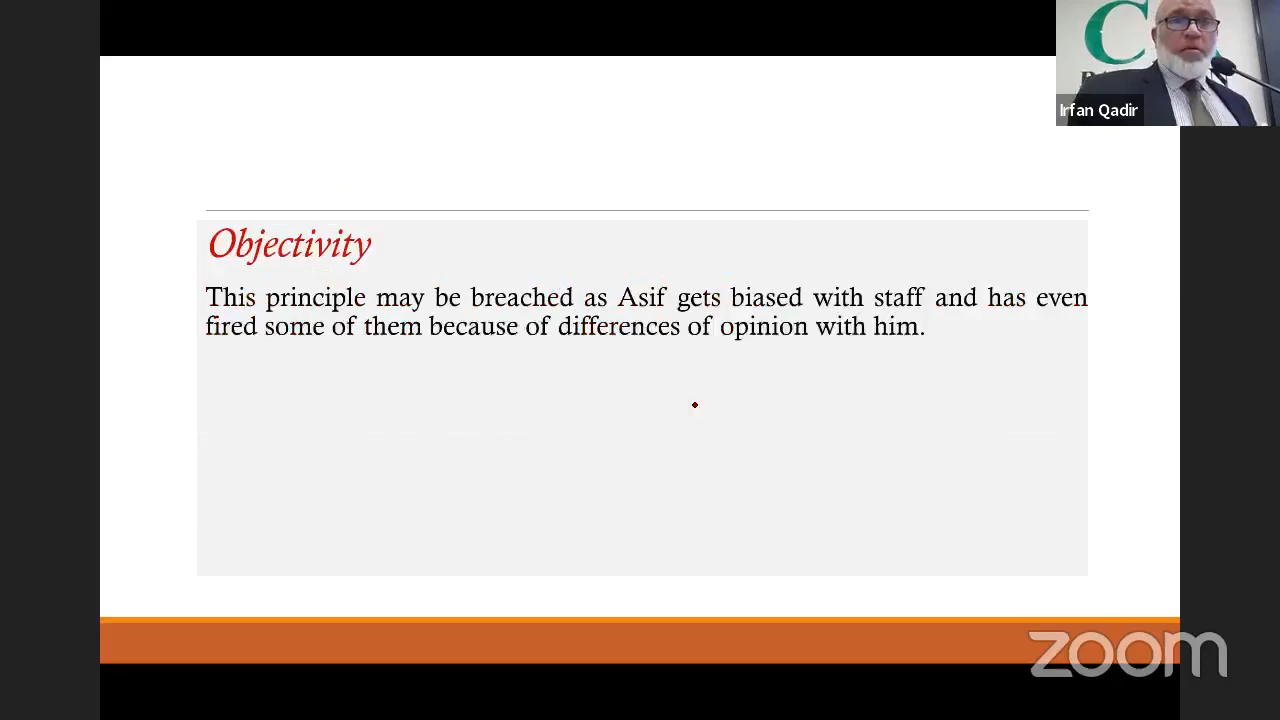 Irfan Qadir
Objectivity
This principle may be breached as Asif gets biased with staff and has even
fired some of them because of differences of opinion with him.
zoom